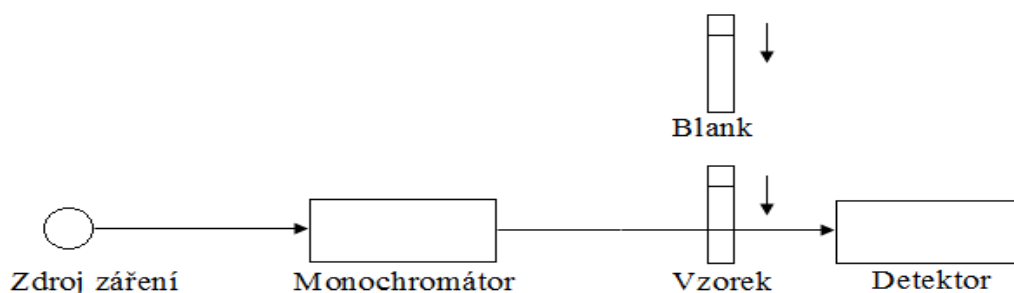 Blank
Zdroj záření
Monochromátor
Vzorek
Detektor